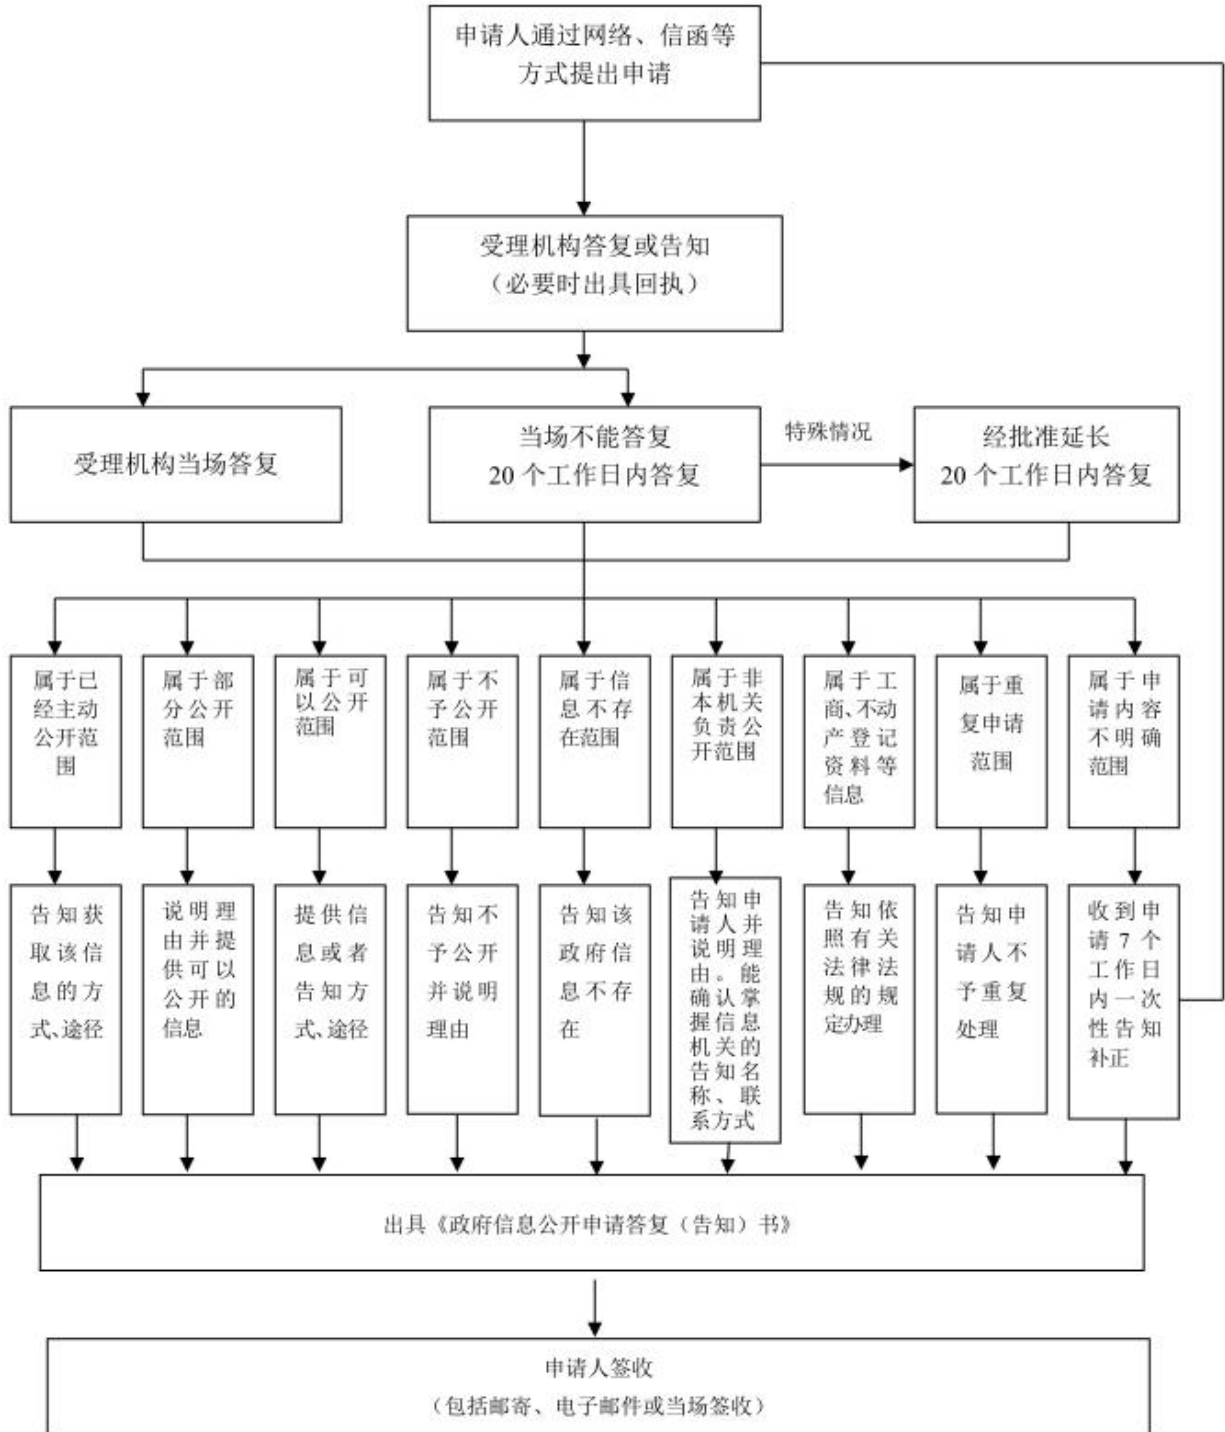 申请人通过网络、信函等
方式提出申请
受理机构答复或告知
（必要时出具回执）
受理机构当场答复
当场不能答复
20 个工作日内答复
特殊情况
经批准延长
20 个工作日内答复
属于已
经主动
公开范
围
属于部
分公开
范围
属于可
以公开
范围
属于不
予公开
范围
属于信
息不存
在范围
属于非
本机关
负责公
开范围
属于工
商、不动
产登记
资料等
信息
属于重
复申请
范围
属于申
请内容
不明确
范围
告知获
取该信
息的方
式、途径
说明理
由并提
供可以
公开的
信息
提供信
息或者
告知方
式、途径
告知不
予公开
并说明
理由
告知该
政府信
息不存
在
告知申
请人并
说明理
由。能
确认掌
握信息
机关的
告知名
称、联
系方式
告知依
照有关
法律法
规的规
定办理
告知申
请人不
予重复
处理
收到申
请 7 个
工作日
内一次
性告知
补正
出具《政府信息公开申请答复（告知）书》
申请人签收
（包括邮寄、电子邮件或当场签收）